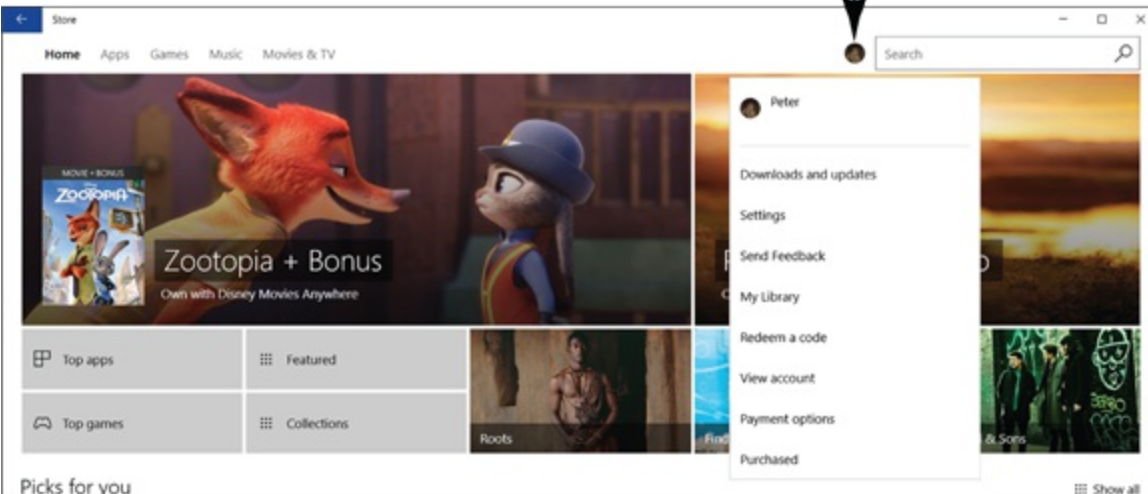 Store
Home Apps Games Music Movies & TV
Search
Peter
MOVIE + BONUS
ZOOTOPIA
Zootopia + Bonus
Own with Disney Movies Anywhere
Downloads and updates
Settings
Send Feedback
My Library
Redeem a code
View account
Payment options
Purchased
Top apps
Featured
Top games
Collections
Roots
& Sons
Picks for you
Show all